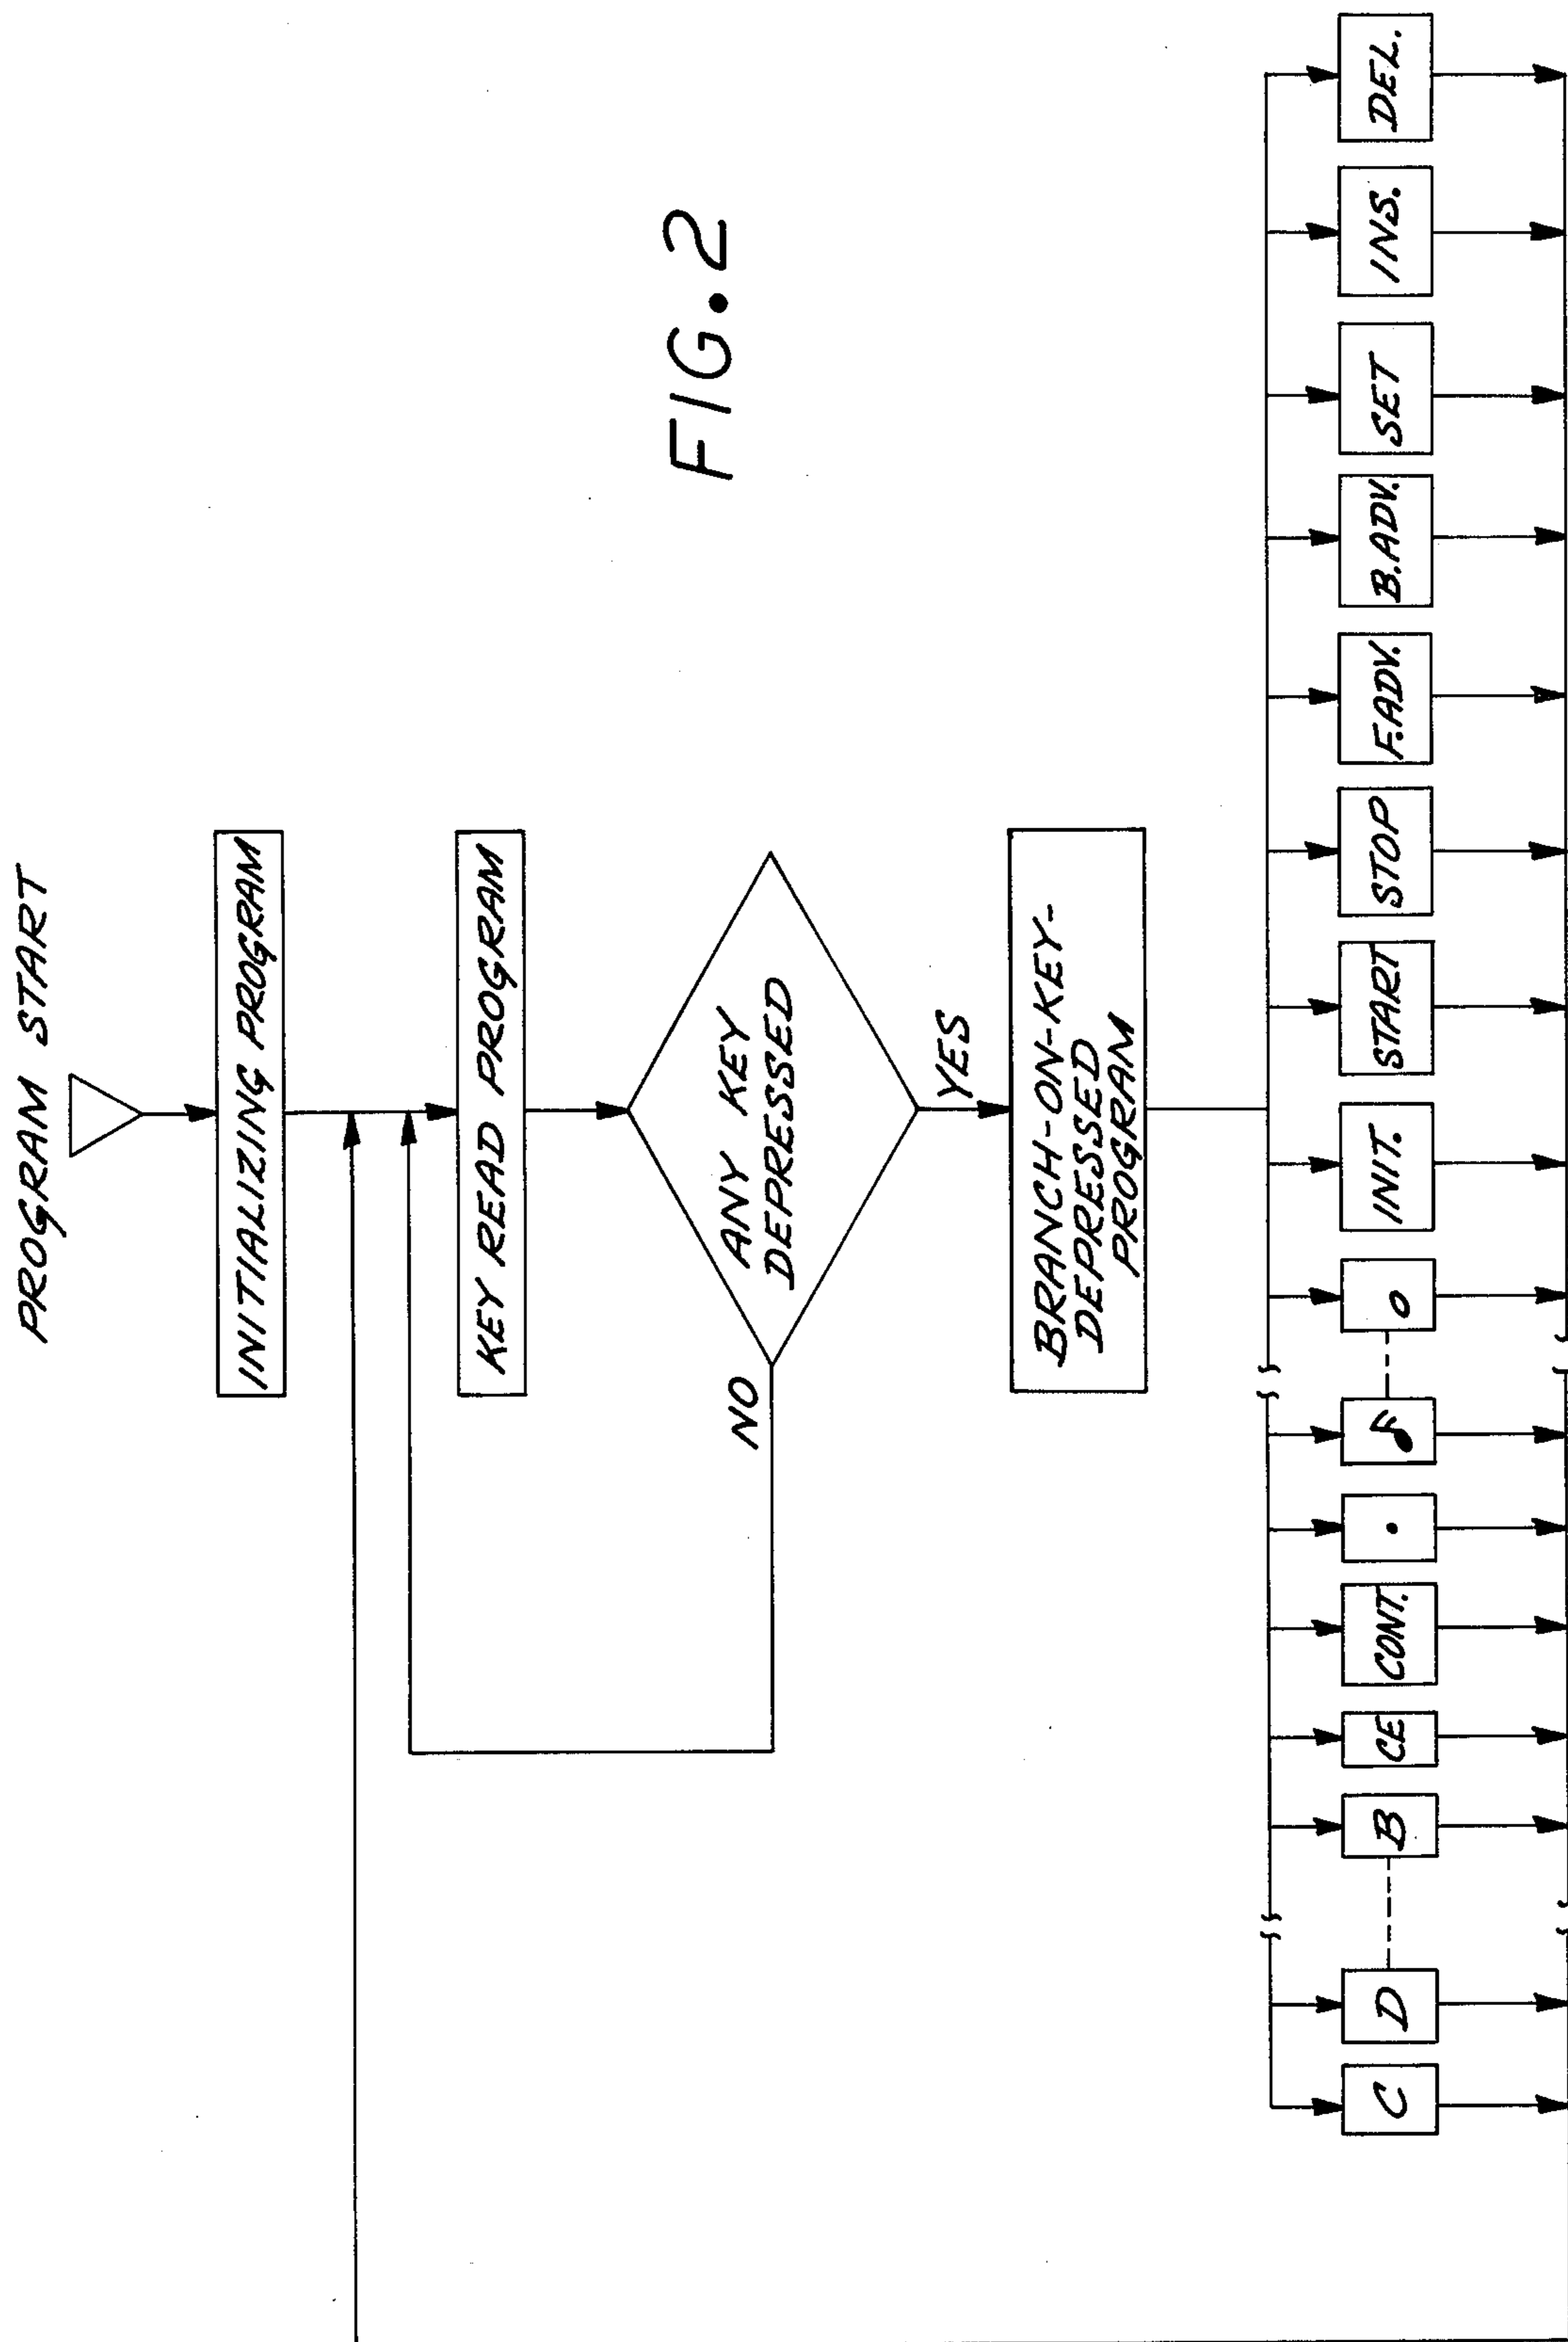 PROGRAM START
INITIALIZING PROGRAM
KEY READ PROGRAM
ANY KEY
DEPRESSED
NO
YES
BRANCH-ON-KEY-
DEPRESSED
PROGRAM
C
D
B
CE
CONT.
•
𝅘𝅥𝅯
o
INIT.
START
STOP
F.ADV.
B.ADV.
SET
INS.
DEL.
FIG.2